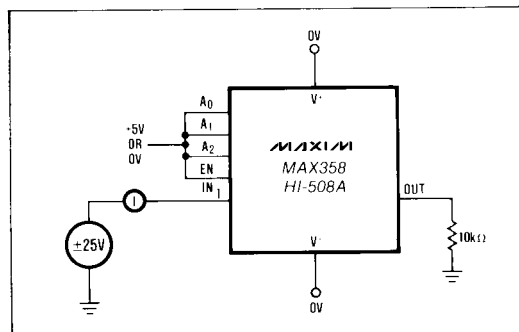 0V
V+
A0
A1
+5V
OR
0V
A2
EN
IN1
MAXIM
MAX358
HI-508A
OUT
I
±25V
10kΩ
V-
0V